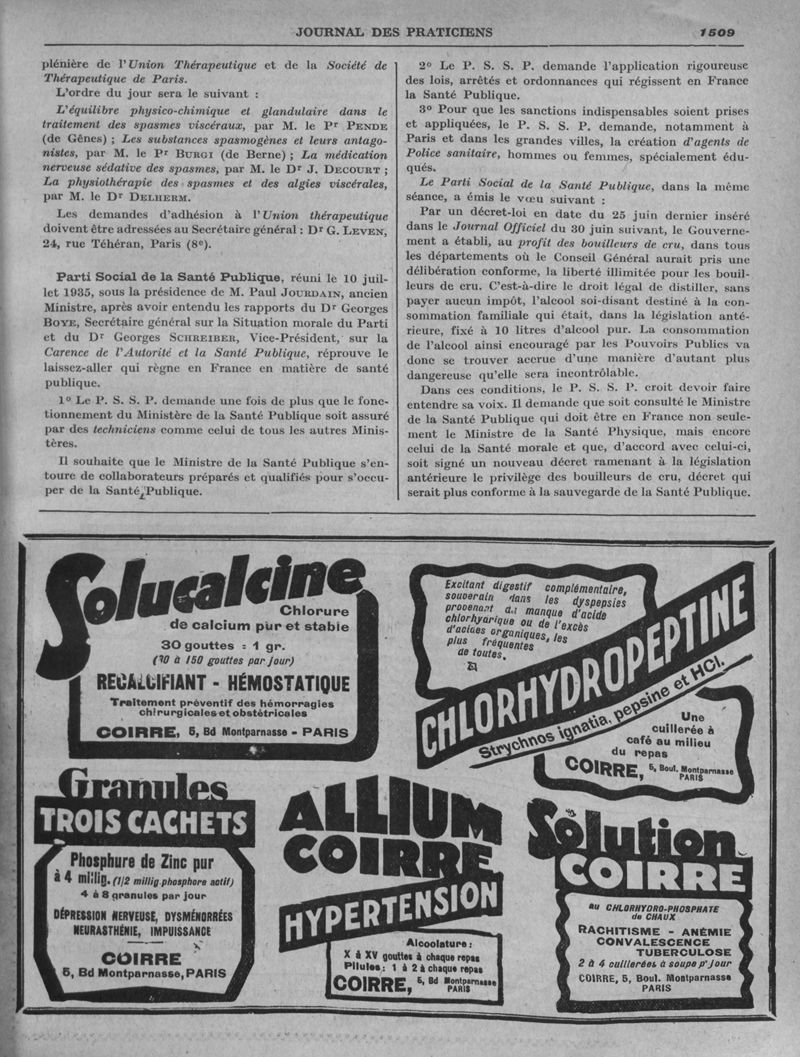 JOURNAL DES PRATICIENS 1509
plénière de l'Union Thérapeutique et de la Société de
Thérapeutique de Paris.
L'ordre du jour sera le suivant :
L'équilibre physico-chimique et glandulaire dans le
traitement des spasmes viscéraux, par M. le Pr PENDE
(de Gênes) ; Les substances spasmogènes et leurs antago-
nistes, par M. le Pr BURGI (de Berne) ; La médication
nerveuse sédative des spasmes, par M. le Dr J. DECOURT ;
La physiothérapie des spasmes et des algies viscérales,
par M. le Dr DELHERM.
Les demandes d'adhésion à l'Union thérapeutique
doivent être adressées au Secrétaire général : Dr G. LEVEN,
24, rue Téhéran, Paris (8e).
Parti Social de la Santé Publique, réuni le 10 juil-
let 1935, sous la présidence de M. Paul JOURDAIN, ancien
Ministre, après avoir entendu les rapports du Dr Georges
BOYE, Secrétaire général sur la Situation morale du Parti
et du Dr Georges SCHREIBER, Vice-Président, sur la
Carence de l'Autorité et la Santé Publique, réprouve le
laissez-aller qui règne en France en matière de santé
publique.
1o Le P. S. S. P. demande une fois de plus que le fonc-
tionnement du Ministère de la Santé Publique soit assuré
par des techniciens comme celui de tous les autres Minis-
tères.
Il souhaite que le Ministre de la Santé Publique s'en-
toure de collaborateurs préparés et qualifiés pour s'occu-
per de la Santé Publique.
2o Le P. S. S. P. demande l'application rigoureuse
des lois, arrêtés et ordonnances qui régissent en France
la Santé Publique.
3o Pour que les sanctions indispensables soient prises
et appliquées, le P. S. S. P. demande, notamment à
Paris et dans les grandes villes, la création d'agents de
Police sanitaire, hommes ou femmes, spécialement édu-
qués.
Le Parti Social de la Santé Publique, dans la même
séance, a émis le vœu suivant :
Par un décret-loi en date du 25 juin dernier inséré
dans le Journal Officiel du 30 juin suivant, le Gouverne-
ment a établi, au profit des bouilleurs de cru, dans tous
les départements où le Conseil Général aurait pris une
délibération conforme, la liberté illimitée pour les bouil-
leurs de cru. C'est-à-dire le droit légal de distiller, sans
payer aucun impôt, l'alcool soi-disant destiné à la con-
sommation familiale qui était, dans la législation anté-
rieure, fixé à 10 litres d'alcool pur. La consommation
de l'alcool ainsi encouragé par les Pouvoirs Publics va
donc se trouver accrue d'une manière d'autant plus
dangereuse qu'elle sera incontrôlable.
Dans ces conditions, le P. S. S. P. croit devoir faire
entendre sa voix. Il demande que soit consulté le Ministre
de la Santé Publique qui doit être en France non seule-
ment le Ministre de la Santé Physique, mais encore
celui de la Santé morale et que, d'accord avec celui-ci,
soit signé un nouveau décret ramenant à la législation
antérieure le privilège des bouilleurs de cru, décret qui
serait plus conforme à la sauvegarde de la Santé Publique.
Solucalcine
Chlorure
de calcium pur et stable
30 gouttes : 1 gr.
(30 à 150 gouttes par jour)
RECALCIFIANT - HÉMOSTATIQUE
Traitement préventif des hémorragies
chirurgicales et obstétricales
COIRRE, 5, Bd Montparnasse - PARIS
Excitant digestif complémentaire,
souverain dans les dyspepsies
provenant du manque d'acide
chlorhydrique ou de l'excès
d'acides organiques, les
plus fréquentes
de toutes.
CHLORHYDROPEPTINE
Strychnos ignatia, pepsine et HCl.
Une
cuillerée à
café au milieu
du repas
COIRRE, 5, Boul. Montparnasse
PARIS
Granules
TROIS CACHETS
Phosphure de Zinc pur
à 4 millig. (1/2 millig. phosphore actif)
4 à 8 granules par jour
DÉPRESSION NERVEUSE, DYSMÉNORRÉES
NEURASTHÉNIE, IMPUISSANCE
COIRRE
5, Bd Montparnasse, PARIS
ALLIUM
COIRRE
HYPERTENSION
Alcoolature :
X à XV gouttes à chaque repas
Pilules : 1 à 2 à chaque repas
COIRRE, 5, Bd Montparnasse
PARIS
Solution
COIRRE
au CHLORHYDRO-PHOSPHATE
de CHAUX
RACHITISME - ANÉMIE
CONVALESCENCE
TUBERCULOSE
2 à 4 cuillerées à soupe pr jour
COIRRE, 5, Boul. Montparnasse
PARIS